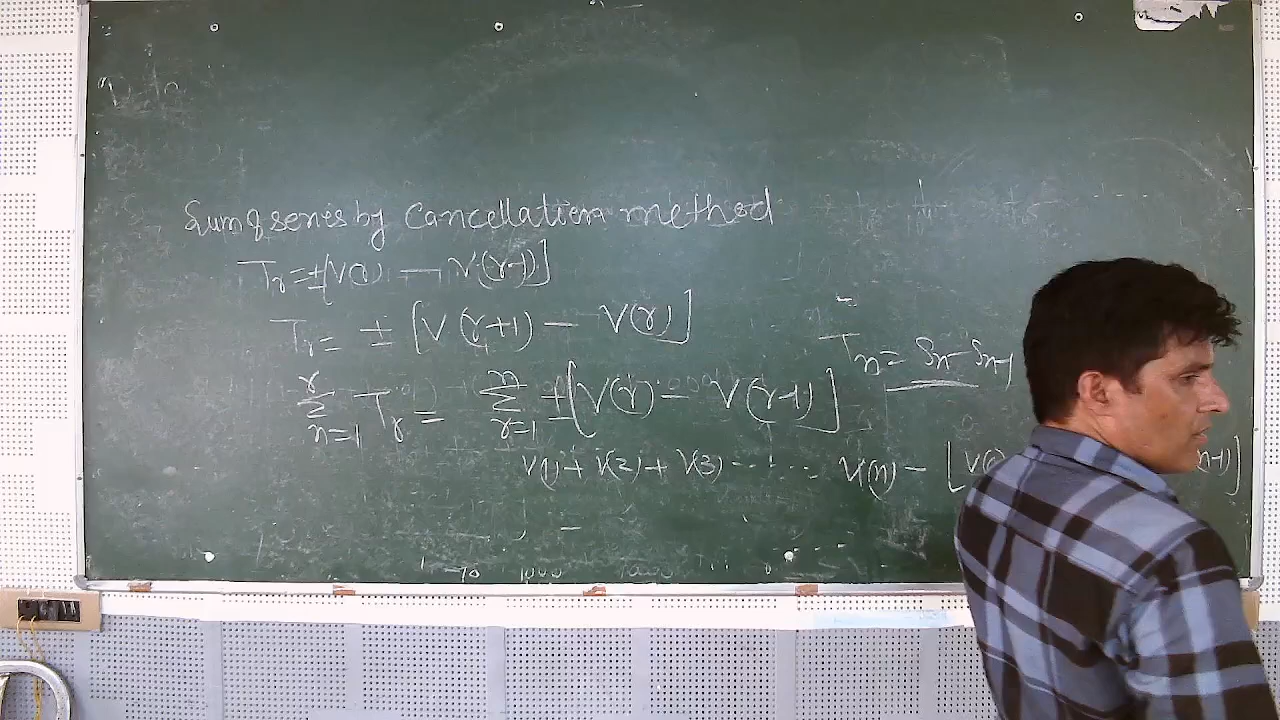 Sum of series by Cancellation method
Tr = ±[V(r) − V(r-1)]
Tr = ± [V(r+1) − V(r)]
Tn = Sn - Sn-1
r Σ n=1 Tr = n Σ r=1 ±[V(r) − V(r-1)]
V(1) + V(2) + V(3) - - - - - V(n) − [V( n-1)]